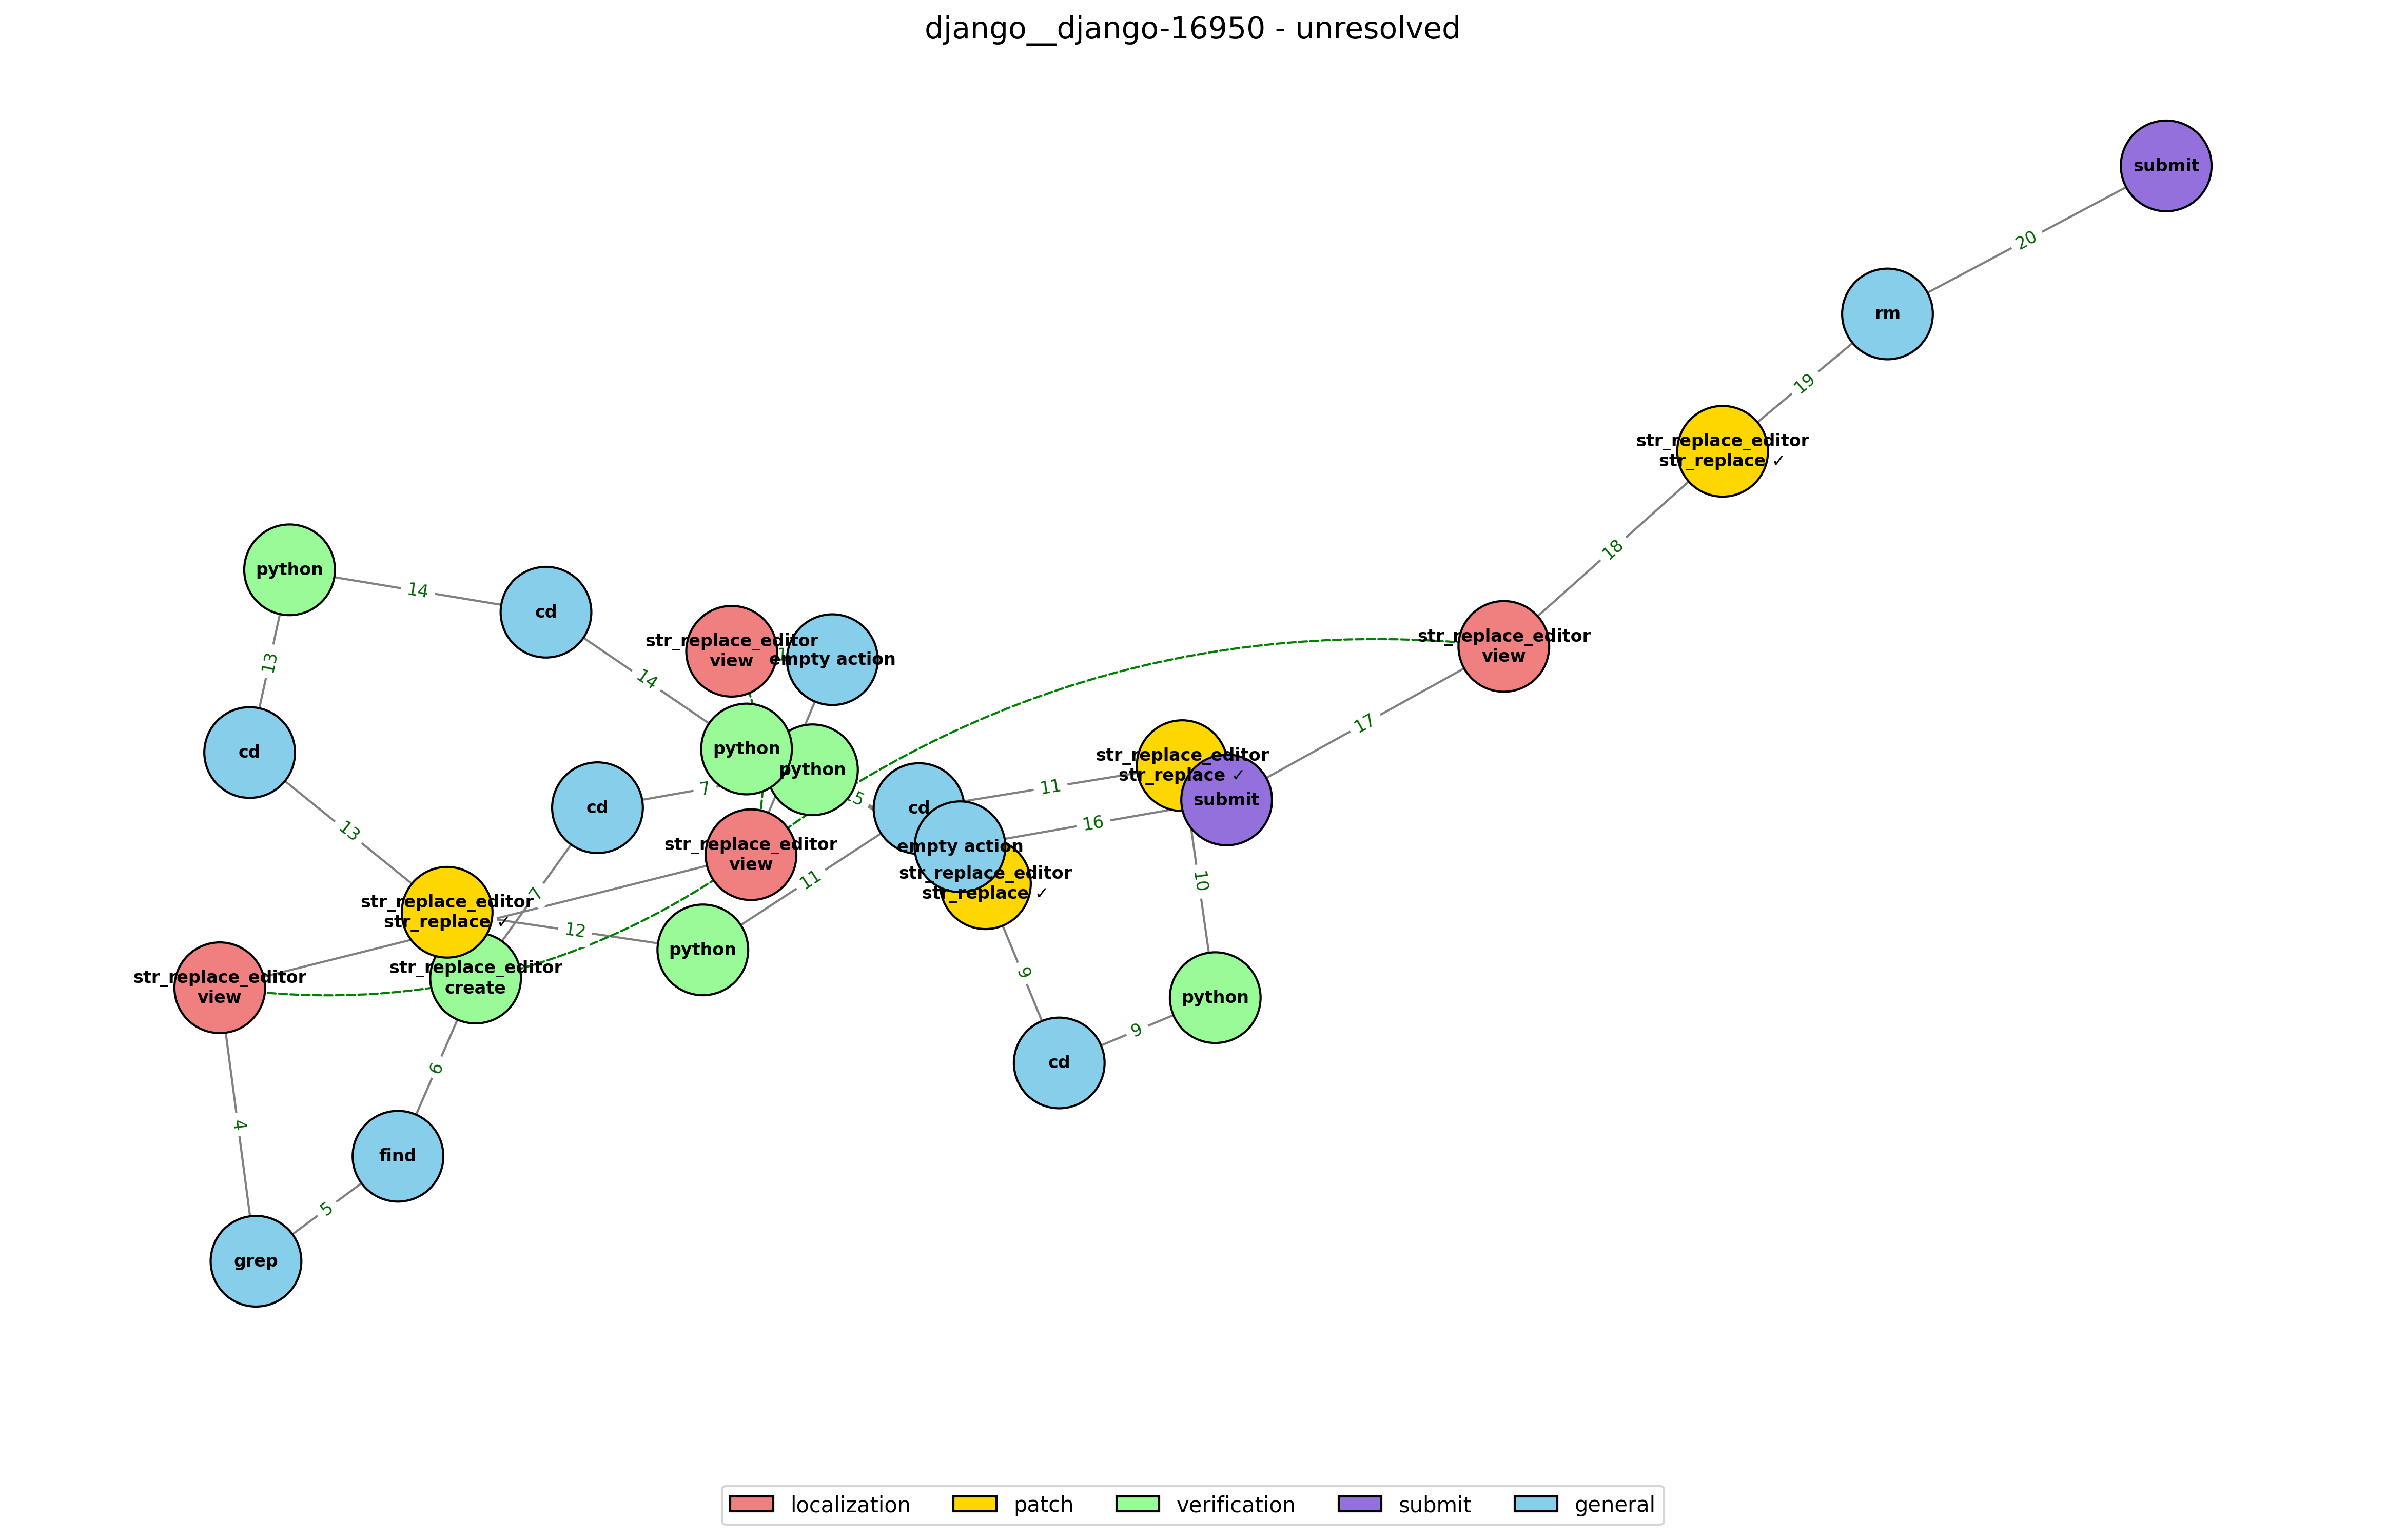 django__django-16950 - unresolved
submit
20
rm
19
str_replace_editor
str_replace ✓
18
python
14
cd
14
str_replace_editor
view
empty action
str_replace_editor
view
13
cd
python
python
17
str_replace_editor
str_replace ✓
submit
7
cd
cd
11
16
13
str_replace_editor
view
empty action
11
str_replace_editor
str_replace ✓
10
7
str_replace_editor
str_replace ✓
12
python
str_replace_editor
view
str_replace_editor
create
9
python
9
cd
6
4
find
5
grep
localization
patch
verification
submit
general